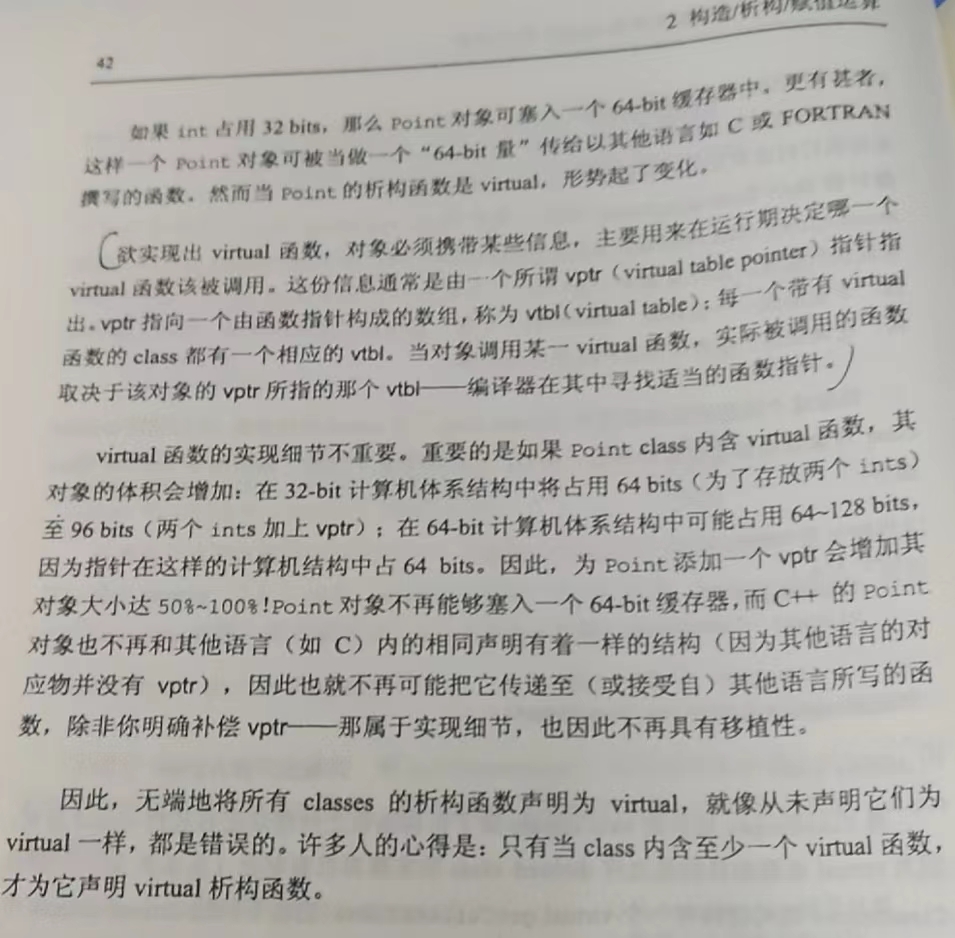 2 构造/析构/赋值运算
42
如果 int 占用 32 bits，那么 Point 对象可塞入一个 64-bit 缓存器中。更有甚者，
这样一个 Point 对象可被当做一个“64-bit 量”传给以其他语言如 C 或 FORTRAN
撰写的函数。然而当 Point 的析构函数是 virtual，形势起了变化。
欲实现出 virtual 函数，对象必须携带某些信息，主要用来在运行期决定哪一个
virtual 函数该被调用。这份信息通常是由一个所谓 vptr（virtual table pointer）指针指
出。vptr 指向一个由函数指针构成的数组，称为 vtbl（virtual table）；每一个带有 virtual
函数的 class 都有一个相应的 vtbl。当对象调用某一 virtual 函数，实际被调用的函数
取决于该对象的 vptr 所指的那个 vtbl——编译器在其中寻找适当的函数指针。
virtual 函数的实现细节不重要。重要的是如果 Point class 内含 virtual 函数，其
对象的体积会增加：在 32-bit 计算机体系结构中将占用 64 bits（为了存放两个 ints）
至 96 bits（两个 ints 加上 vptr）；在 64-bit 计算机体系结构中可能占用 64~128 bits，
因为指针在这样的计算机结构中占 64 bits。因此，为 Point 添加一个 vptr 会增加其
对象大小达 50%~100%！Point 对象不再能够塞入一个 64-bit 缓存器，而 C++ 的 Point
对象也不再和其他语言（如 C）内的相同声明有着一样的结构（因为其他语言的对
应物并没有 vptr），因此也就不再可能把它传递至（或接受自）其他语言所写的函
数，除非你明确补偿 vptr——那属于实现细节，也因此不再具有移植性。
因此，无端地将所有 classes 的析构函数声明为 virtual，就像从未声明它们为
virtual 一样，都是错误的。许多人的心得是：只有当 class 内含至少一个 virtual 函数，
才为它声明 virtual 析构函数。